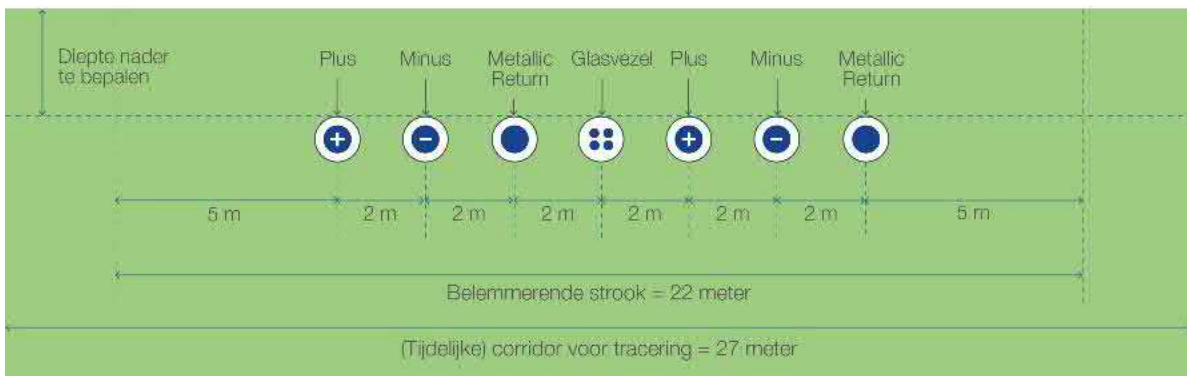 Diepte nader
te bepalen
Plus
Minus
Metallic
Return
Glasvezel
Plus
Minus
Metallic
Return
+
−
+
−
5 m
2 m
2 m
2 m
2 m
2 m
2 m
5 m
Belemmerende strook = 22 meter
(Tijdelijke) corridor voor tracering = 27 meter